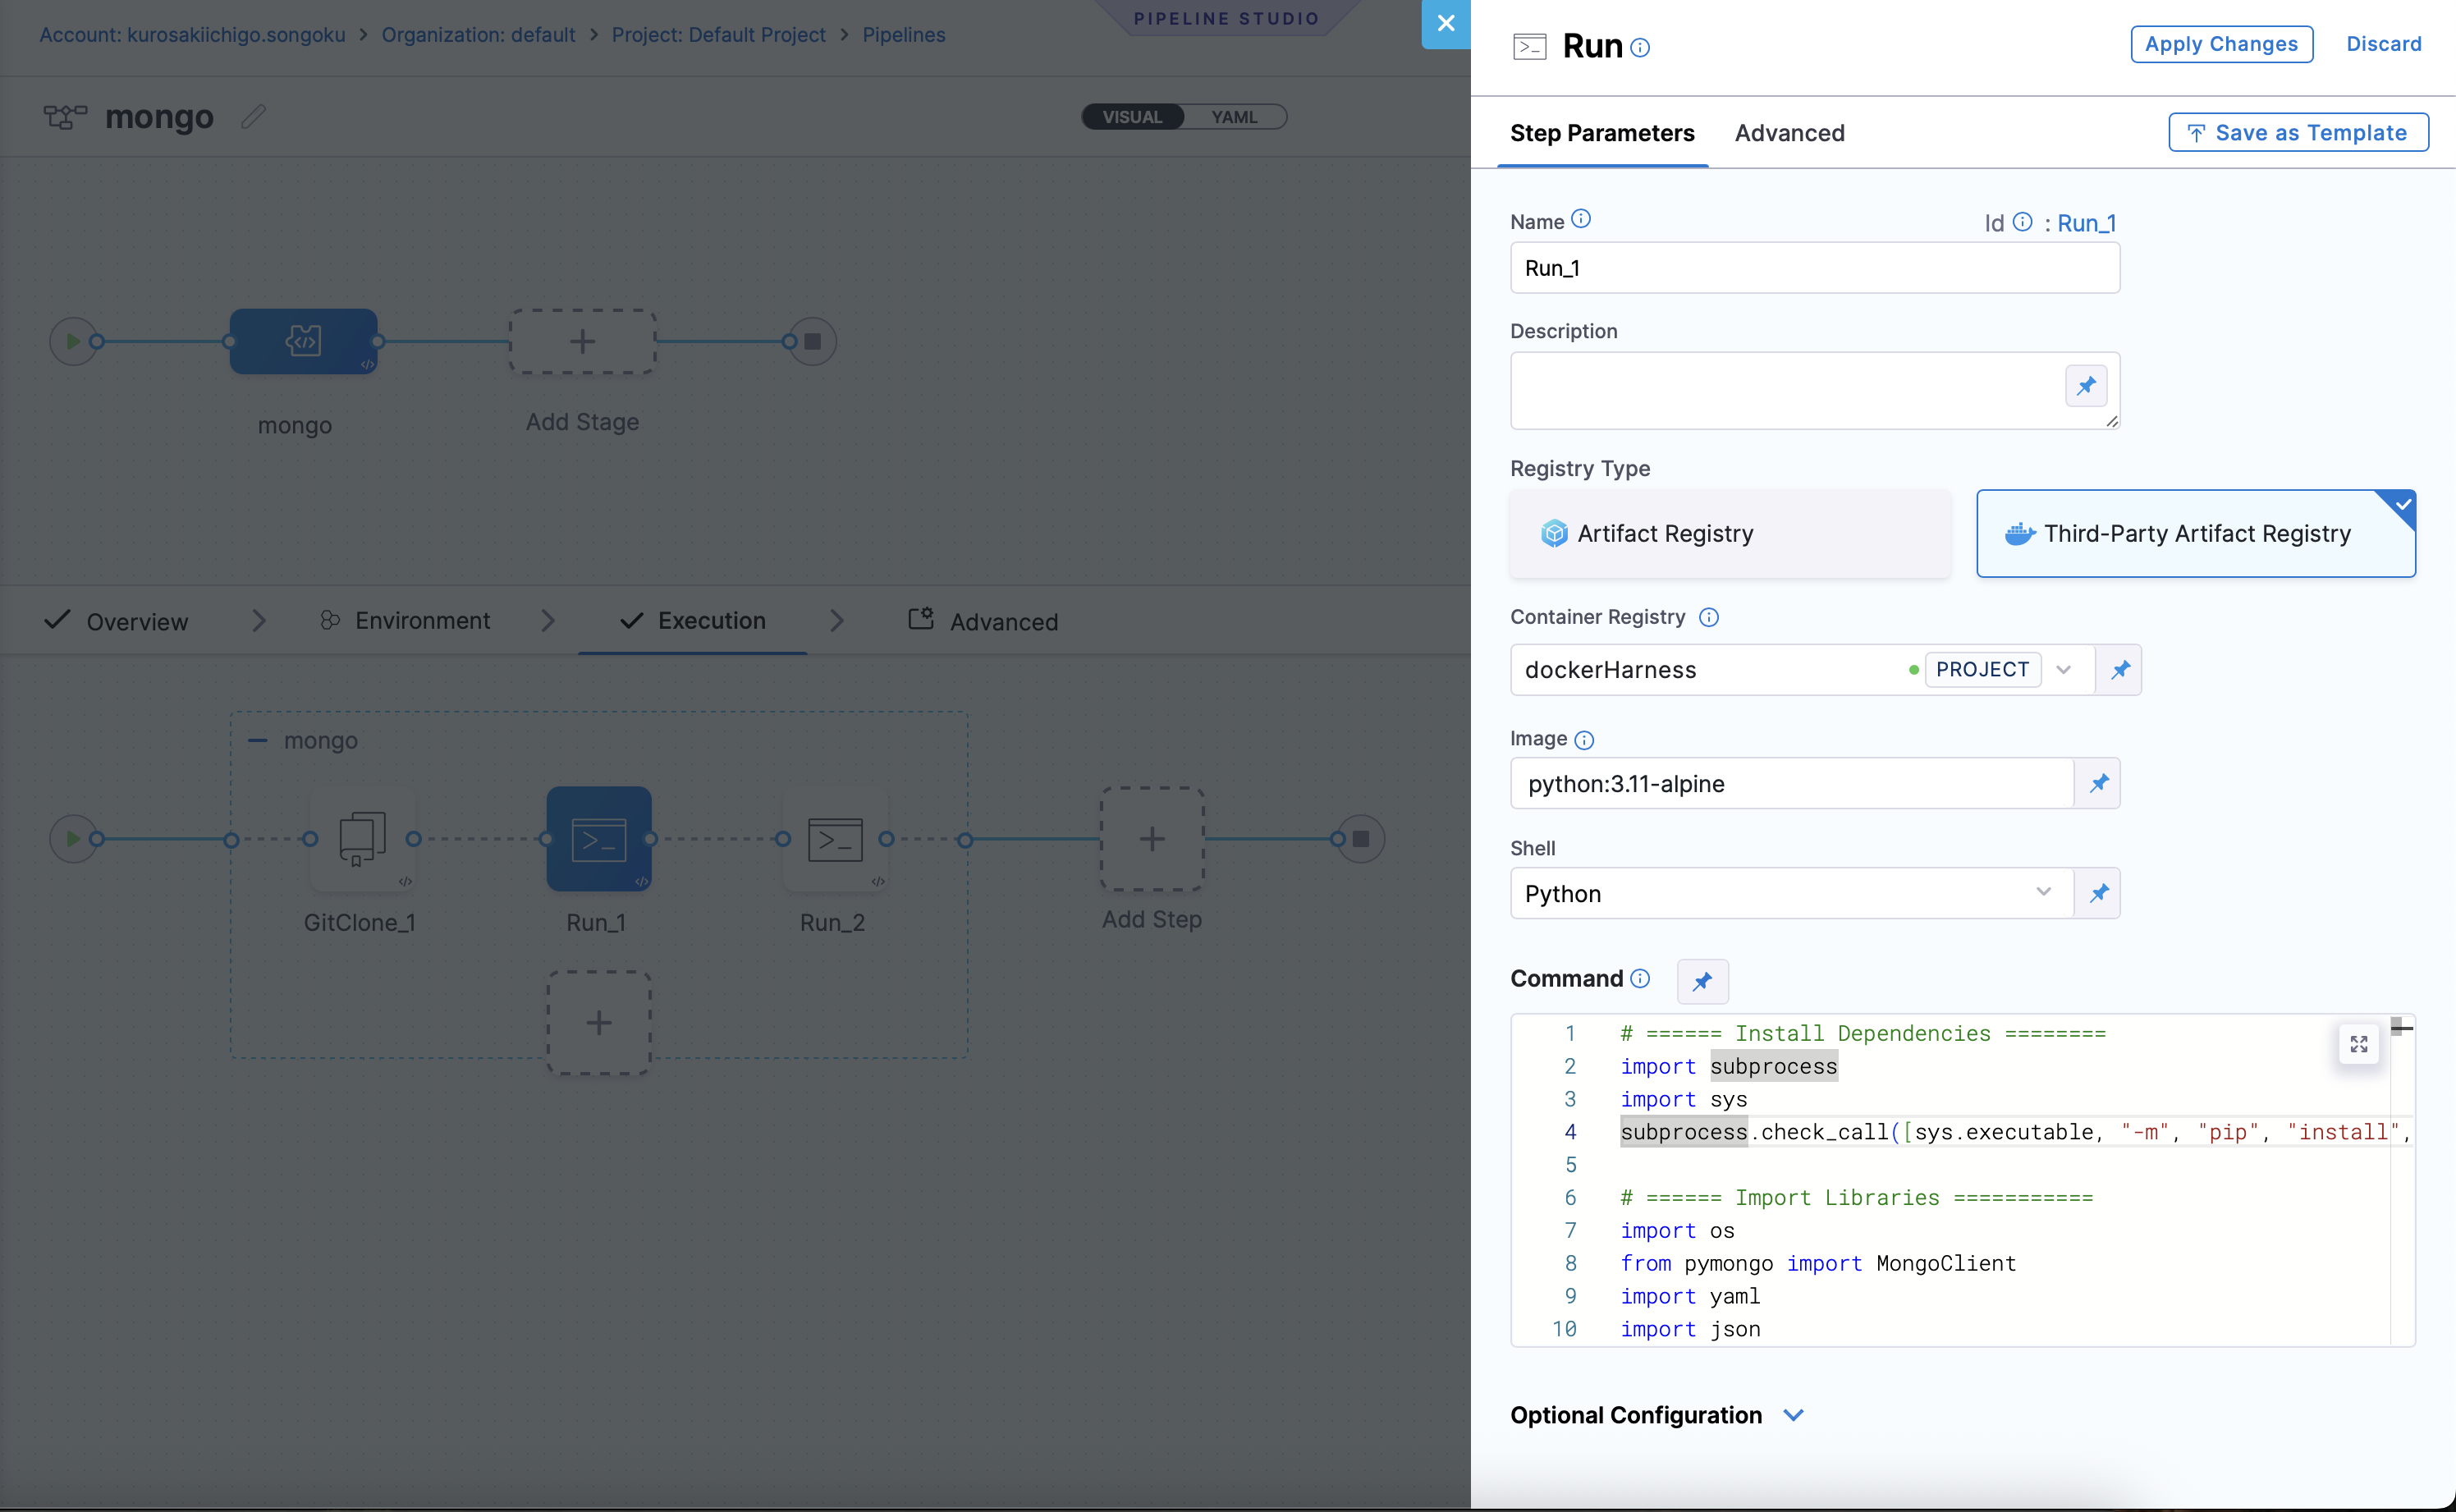 Account: kurosakiichigo.songoku > Organization: default > Project: Default Project > Pipelines
PIPELINE STUDIO
mongo
VISUAL YAML
mongo
Add Stage
Overview
Environment
Execution
Advanced
mongo
GitClone_1
Run_1
Run_2
Add Step
Run
Apply Changes
Discard
Step Parameters
Advanced
Save as Template
Name
Id : Run_1
Run_1
Description
Registry Type
Artifact Registry
Third-Party Artifact Registry
Container Registry
dockerHarness
PROJECT
Image
python:3.11-alpine
Shell
Python
Command
1 # ====== Install Dependencies ========
2 import subprocess
3 import sys
4 subprocess.check_call([sys.executable, "-m", "pip", "install",
5
6 # ====== Import Libraries ===========
7 import os
8 from pymongo import MongoClient
9 import yaml
10 import json
Optional Configuration